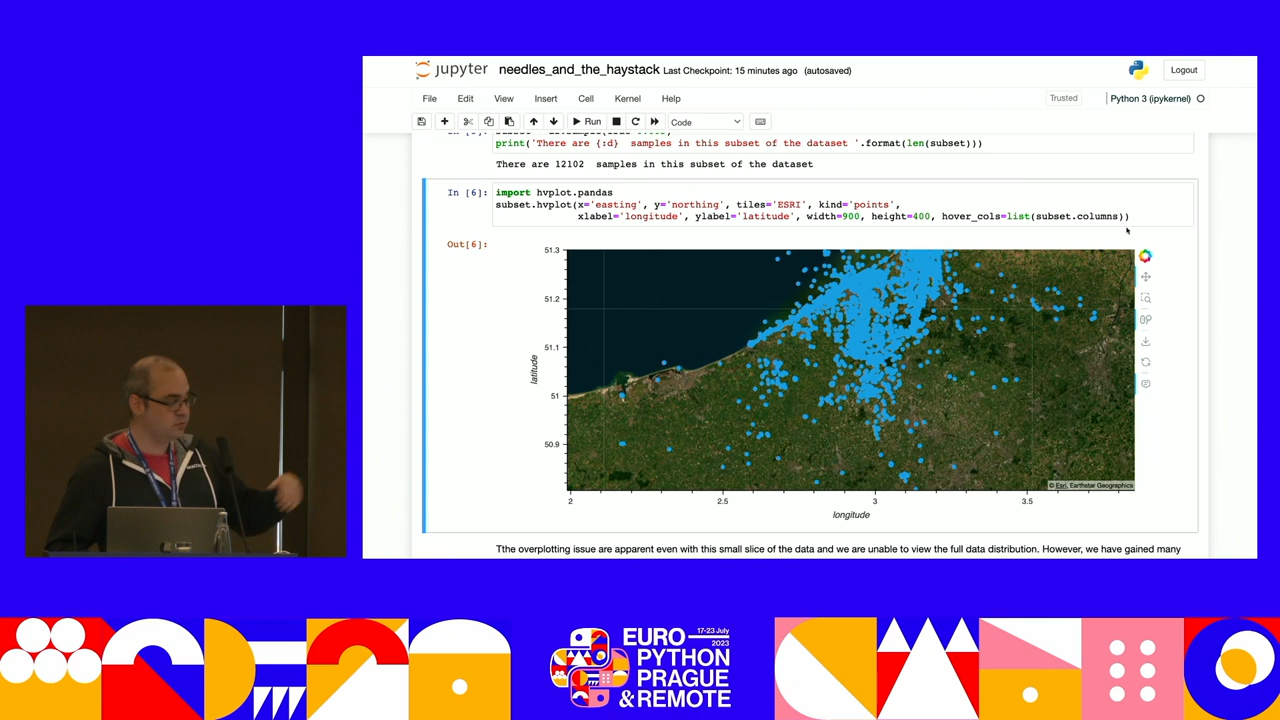 jupyter needles_and_the_haystack Last Checkpoint: 15 minutes ago (autosaved)
Logout
File Edit View Insert Cell Kernel Help
Trusted
Python 3 (ipykernel)
Run
Code
print('There are {:d}  samples in this subset of the dataset '.format(len(subset)))
There are 12102  samples in this subset of the dataset
In [6]: import hvplot.pandas
subset.hvplot(x='easting', y='northing', tiles='ESRI', kind='points',
xlabel='longitude', ylabel='latitude', width=900, height=400, hover_cols=list(subset.columns))
Out[6]:
51.3
51.2
51.1
51
50.9
latitude
2 2.5 3 3.5
longitude
© Esri, Earthstar Geographics
Tthe overplotting issue are apparent even with this small slice of the data and we are unable to view the full data distribution. However, we have gained many
EURO
17-23 July
2023
PYTHON
PRAGUE
& REMOTE